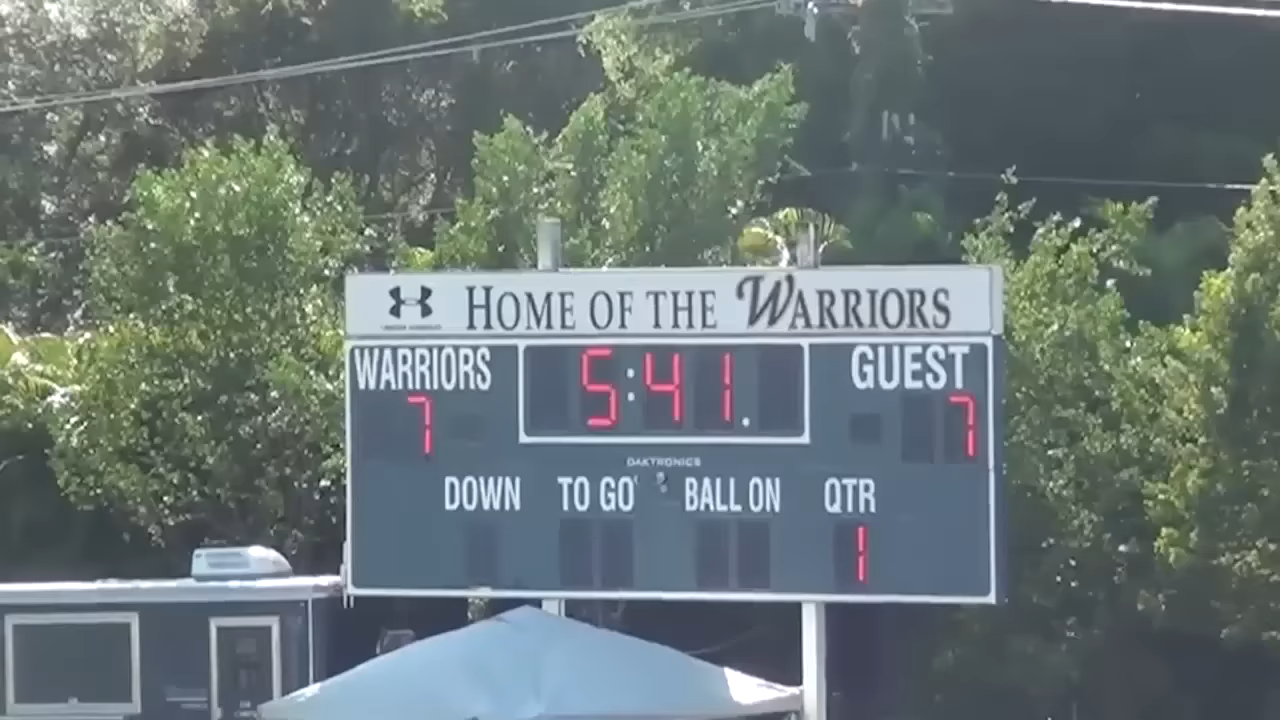 HOME OF THE WARRIORS
WARRIORS 5:41. GUEST
7 7
DAKTRONICS
DOWN TO GO BALL ON QTR
1